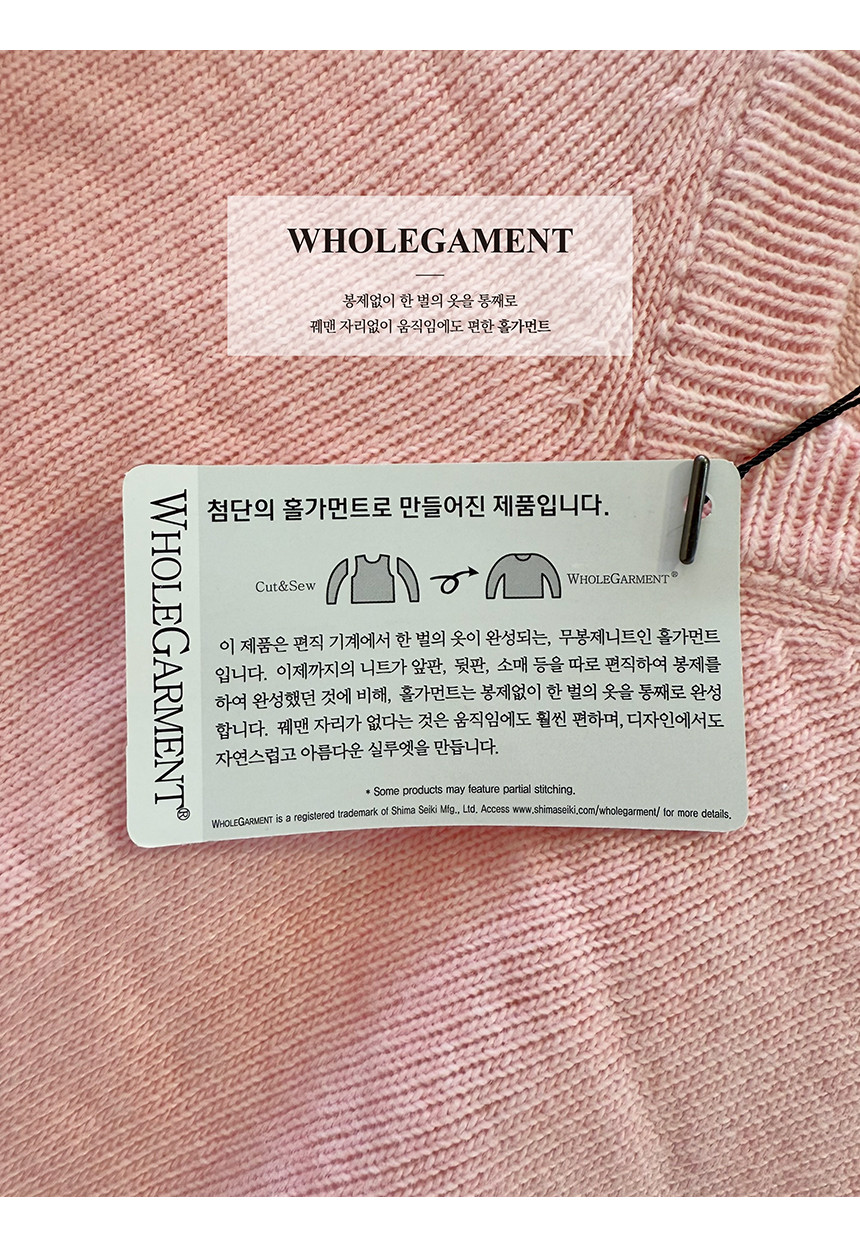 WHOLEGAMENT
봉제없이 한 벌의 옷을 통째로
꿰맨 자리없이 움직임에도 편한 홀가먼트
WHOLEGARMENT®
첨단의 홀가먼트로 만들어진 제품입니다.
Cut&Sew
WHOLEGARMENT®
이 제품은 편직 기계에서 한 벌의 옷이 완성되는, 무봉제니트인 홀가먼트
입니다. 이제까지의 니트가 앞판, 뒷판, 소매 등을 따로 편직하여 봉제를
하여 완성했던 것에 비해, 홀가먼트는 봉제없이 한 벌의 옷을 통째로 완성
합니다. 꿰맨 자리가 없다는 것은 움직임에도 훨씬 편하며, 디자인에서도
자연스럽고 아름다운 실루엣을 만듭니다.
* Some products may feature partial stitching.
WHOLEGARMENT is a registered trademark of Shima Seiki Mfg., Ltd. Access www.shimaseiki.com/wholegarment/ for more details.